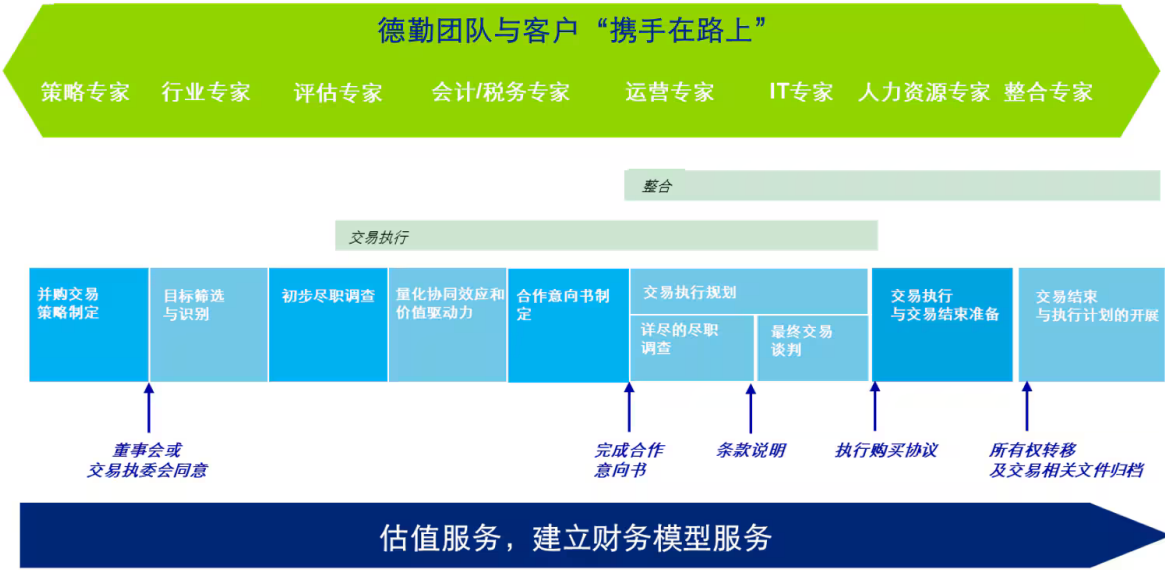 德勤团队与客户“携手在路上”
策略专家 行业专家 评估专家 会计/税务专家 运营专家 IT专家 人力资源专家 整合专家
整合
交易执行
并购交易
策略制定
目标筛选
与识别
初步尽职调查
量化协同效应和
价值驱动力
合作意向书制
定
交易执行规划
详尽的尽职
调查
最终交易
谈判
交易执行
与交易结束准备
交易结束
与执行计划的开展
董事会或
交易执委会同意
完成合作
意向书
条款说明
执行购买协议
所有权转移
及交易相关文件归档
估值服务，建立财务模型服务